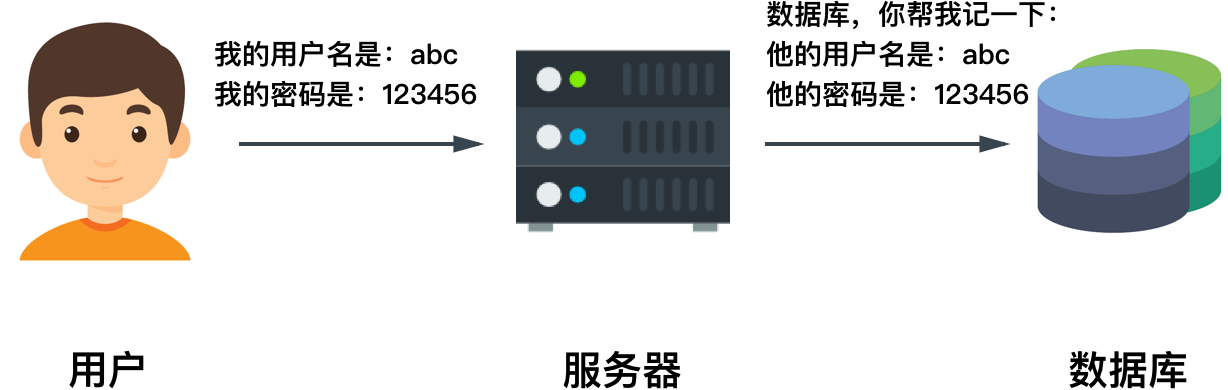 我的用户名是：abc
我的密码是：123456
数据库，你帮我记一下：
他的用户名是：abc
他的密码是：123456
用户
服务器
数据库